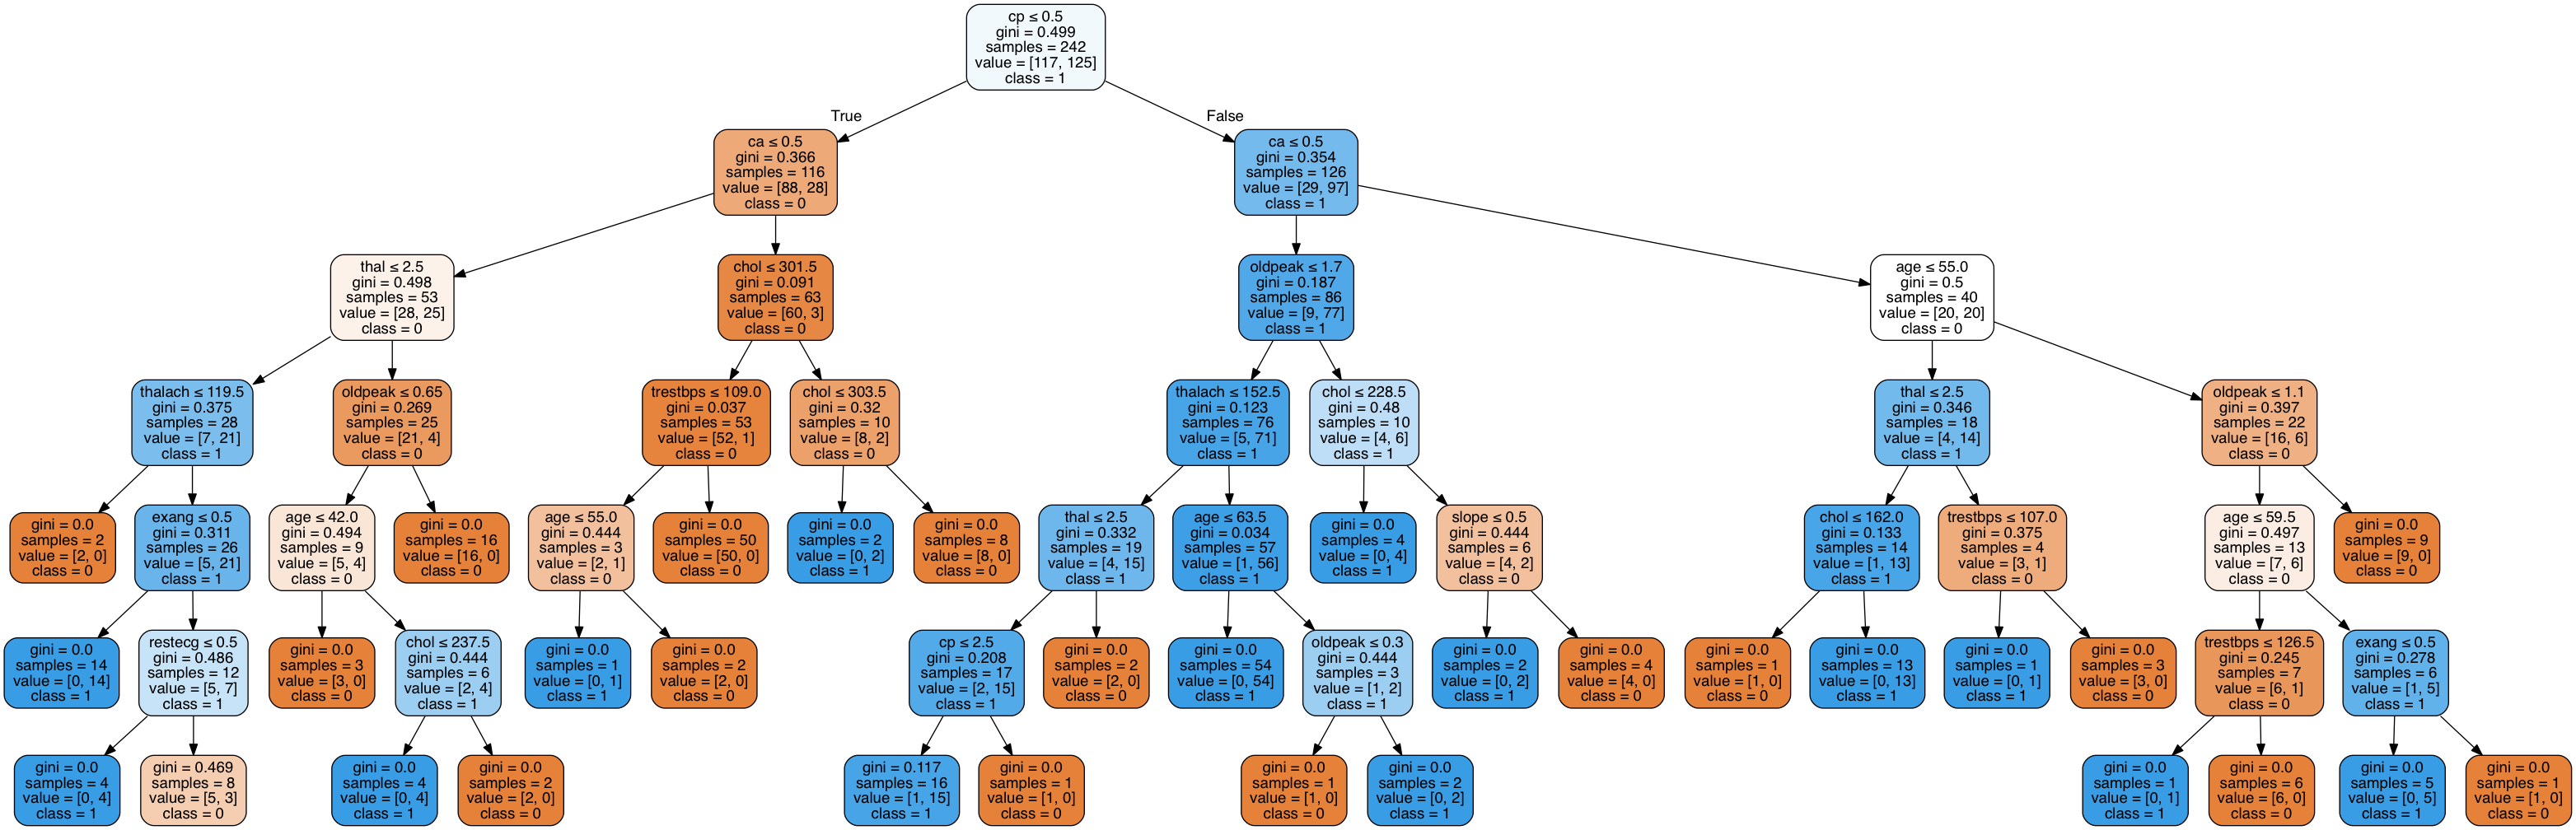 cp ≤ 0.5
gini = 0.499
samples = 242
value = [117, 125]
class = 1
True
False
ca ≤ 0.5
gini = 0.366
samples = 116
value = [88, 28]
class = 0
ca ≤ 0.5
gini = 0.354
samples = 126
value = [29, 97]
class = 1
thal ≤ 2.5
gini = 0.498
samples = 53
value = [28, 25]
class = 0
chol ≤ 301.5
gini = 0.091
samples = 63
value = [60, 3]
class = 0
oldpeak ≤ 1.7
gini = 0.187
samples = 86
value = [9, 77]
class = 1
age ≤ 55.0
gini = 0.5
samples = 40
value = [20, 20]
class = 0
thalach ≤ 119.5
gini = 0.375
samples = 28
value = [7, 21]
class = 1
oldpeak ≤ 0.65
gini = 0.269
samples = 25
value = [21, 4]
class = 0
trestbps ≤ 109.0
gini = 0.037
samples = 53
value = [52, 1]
class = 0
chol ≤ 303.5
gini = 0.32
samples = 10
value = [8, 2]
class = 0
thalach ≤ 152.5
gini = 0.123
samples = 76
value = [5, 71]
class = 1
chol ≤ 228.5
gini = 0.48
samples = 10
value = [4, 6]
class = 1
thal ≤ 2.5
gini = 0.346
samples = 18
value = [4, 14]
class = 1
oldpeak ≤ 1.1
gini = 0.397
samples = 22
value = [16, 6]
class = 0
gini = 0.0
samples = 2
value = [2, 0]
class = 0
exang ≤ 0.5
gini = 0.311
samples = 26
value = [5, 21]
class = 1
age ≤ 42.0
gini = 0.494
samples = 9
value = [5, 4]
class = 0
gini = 0.0
samples = 16
value = [16, 0]
class = 0
age ≤ 55.0
gini = 0.444
samples = 3
value = [2, 1]
class = 0
gini = 0.0
samples = 50
value = [50, 0]
class = 0
gini = 0.0
samples = 2
value = [0, 2]
class = 1
gini = 0.0
samples = 8
value = [8, 0]
class = 0
thal ≤ 2.5
gini = 0.332
samples = 19
value = [4, 15]
class = 1
age ≤ 63.5
gini = 0.034
samples = 57
value = [1, 56]
class = 1
gini = 0.0
samples = 4
value = [0, 4]
class = 1
slope ≤ 0.5
gini = 0.444
samples = 6
value = [4, 2]
class = 0
chol ≤ 162.0
gini = 0.133
samples = 14
value = [1, 13]
class = 1
trestbps ≤ 107.0
gini = 0.375
samples = 4
value = [3, 1]
class = 0
age ≤ 59.5
gini = 0.497
samples = 13
value = [7, 6]
class = 0
gini = 0.0
samples = 9
value = [9, 0]
class = 0
gini = 0.0
samples = 14
value = [0, 14]
class = 1
restecg ≤ 0.5
gini = 0.486
samples = 12
value = [5, 7]
class = 1
gini = 0.0
samples = 3
value = [3, 0]
class = 0
chol ≤ 237.5
gini = 0.444
samples = 6
value = [2, 4]
class = 1
gini = 0.0
samples = 1
value = [0, 1]
class = 1
gini = 0.0
samples = 2
value = [2, 0]
class = 0
cp ≤ 2.5
gini = 0.208
samples = 17
value = [2, 15]
class = 1
gini = 0.0
samples = 2
value = [2, 0]
class = 0
gini = 0.0
samples = 54
value = [0, 54]
class = 1
oldpeak ≤ 0.3
gini = 0.444
samples = 3
value = [1, 2]
class = 1
gini = 0.0
samples = 2
value = [0, 2]
class = 1
gini = 0.0
samples = 4
value = [4, 0]
class = 0
gini = 0.0
samples = 1
value = [1, 0]
class = 0
gini = 0.0
samples = 13
value = [0, 13]
class = 1
gini = 0.0
samples = 1
value = [0, 1]
class = 1
gini = 0.0
samples = 3
value = [3, 0]
class = 0
trestbps ≤ 126.5
gini = 0.245
samples = 7
value = [6, 1]
class = 0
exang ≤ 0.5
gini = 0.278
samples = 6
value = [1, 5]
class = 1
gini = 0.0
samples = 4
value = [0, 4]
class = 1
gini = 0.469
samples = 8
value = [5, 3]
class = 0
gini = 0.0
samples = 4
value = [0, 4]
class = 1
gini = 0.0
samples = 2
value = [2, 0]
class = 0
gini = 0.117
samples = 16
value = [1, 15]
class = 1
gini = 0.0
samples = 1
value = [1, 0]
class = 0
gini = 0.0
samples = 1
value = [1, 0]
class = 0
gini = 0.0
samples = 2
value = [0, 2]
class = 1
gini = 0.0
samples = 1
value = [0, 1]
class = 1
gini = 0.0
samples = 6
value = [6, 0]
class = 0
gini = 0.0
samples = 5
value = [0, 5]
class = 1
gini = 0.0
samples = 1
value = [1, 0]
class = 0